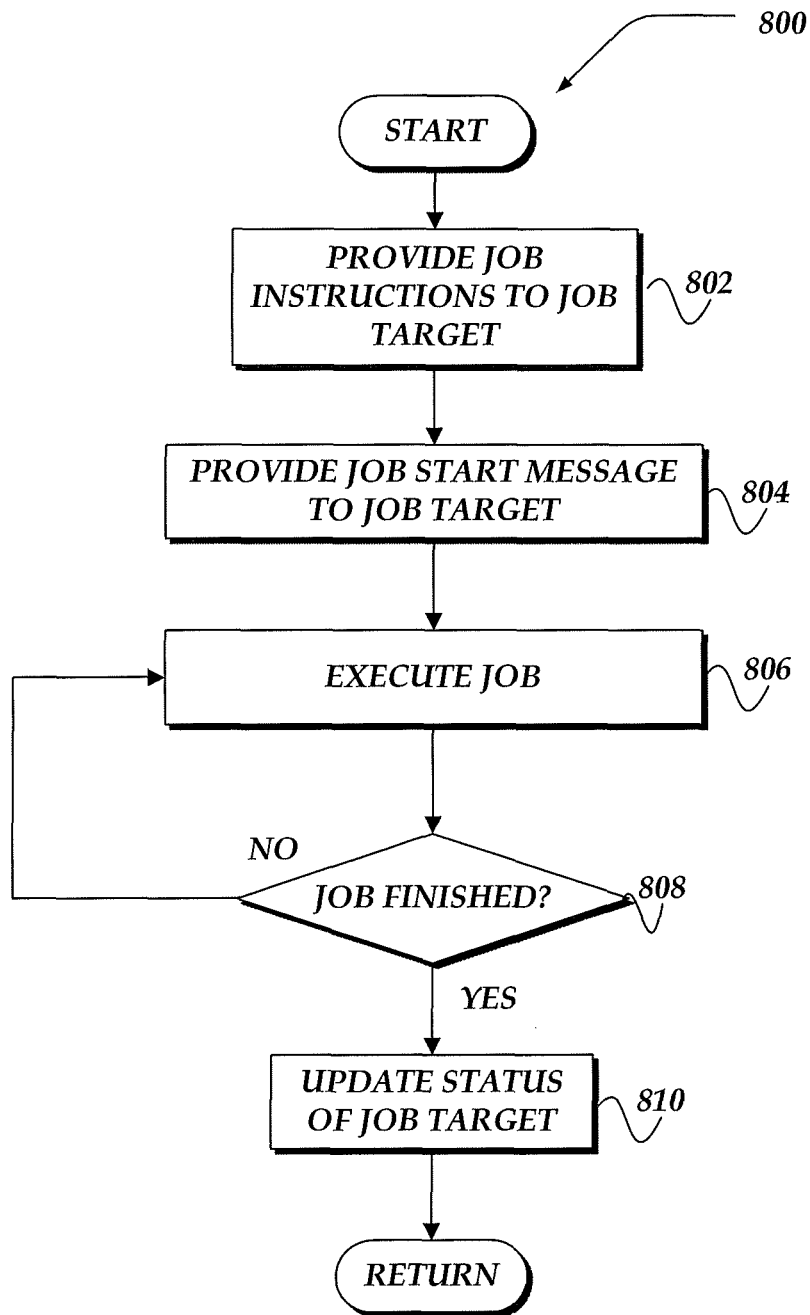 800
START
PROVIDE JOB
INSTRUCTIONS TO JOB
TARGET
802
PROVIDE JOB START MESSAGE
TO JOB TARGET
804
EXECUTE JOB
806
NO
JOB FINISHED?
808
YES
UPDATE STATUS
OF JOB TARGET
810
RETURN